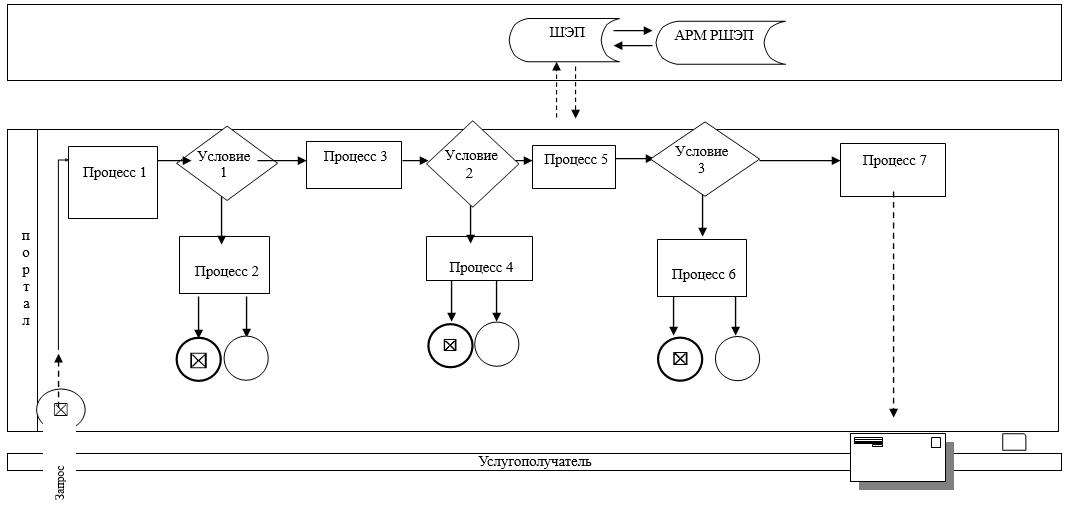 ШЭП
АРМ РШЭП
портал
Процесс 1
Условие
1
Процесс 3
Условие
2
Процесс 5
Условие
3
Процесс 7
Процесс 2
Процесс 4
Процесс 6
Запрос
Услугополучатель